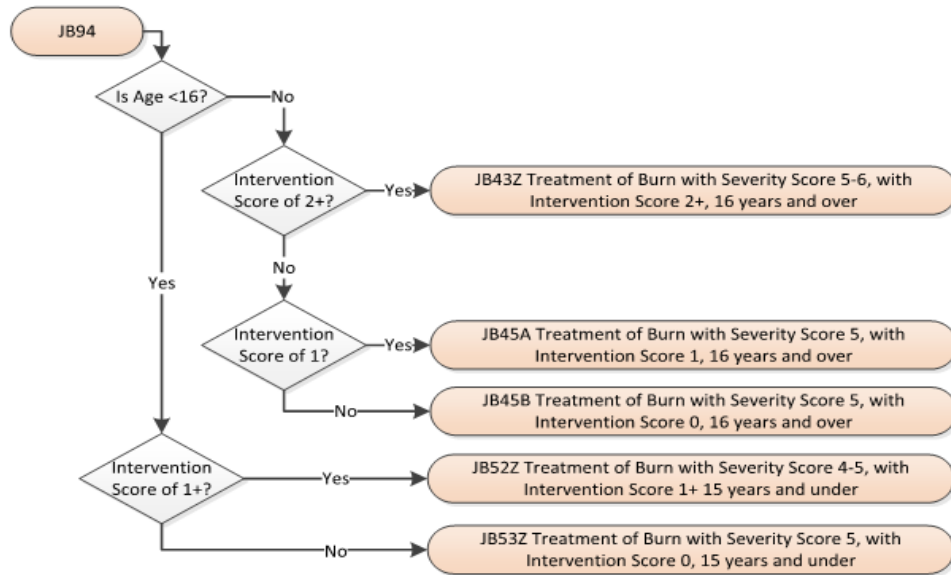 JB94
Is Age <16?
No
Intervention
Score of 2+?
Yes
JB43Z Treatment of Burn with Severity Score 5-6, with
Intervention Score 2+, 16 years and over
No
Yes
Intervention
Score of 1?
Yes
JB45A Treatment of Burn with Severity Score 5, with
Intervention Score 1, 16 years and over
No
JB45B Treatment of Burn with Severity Score 5, with
Intervention Score 0, 16 years and over
Intervention
Score of 1+?
Yes
JB52Z Treatment of Burn with Severity Score 4-5, with
Intervention Score 1+ 15 years and under
No
JB53Z Treatment of Burn with Severity Score 5, with
Intervention Score 0, 15 years and under